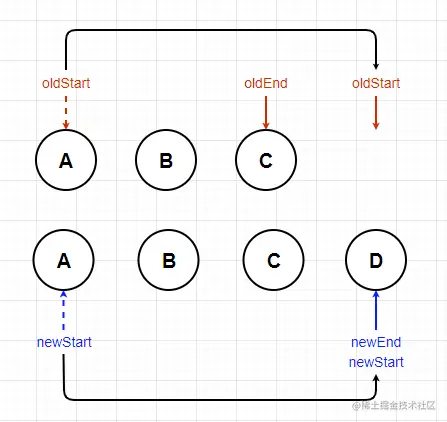 oldStart oldEnd oldStart
A B C
A B C D
newStart newEnd
newStart
@稀土掘金技术社区